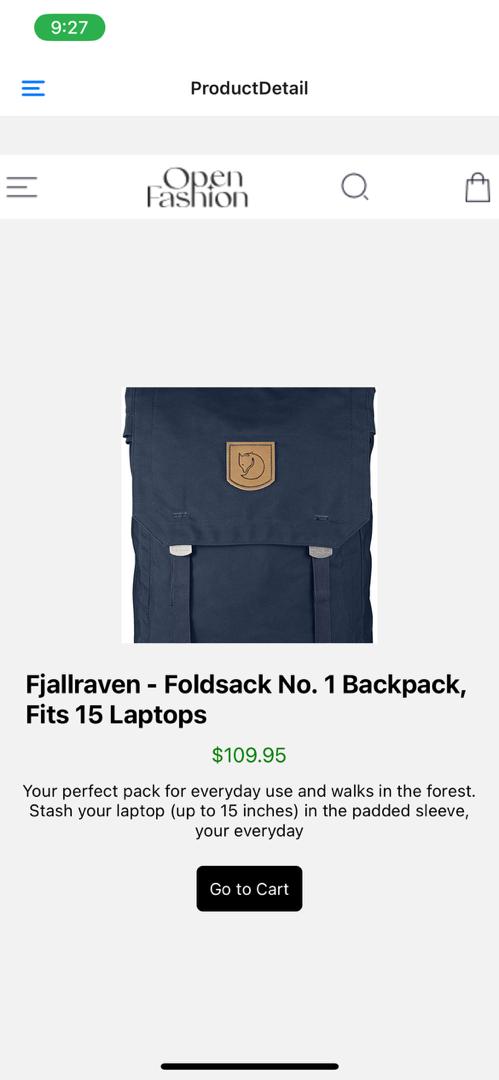 9:27
ProductDetail
Open
Fashion
Fjallraven - Foldsack No. 1 Backpack,
Fits 15 Laptops
$109.95
Your perfect pack for everyday use and walks in the forest.
Stash your laptop (up to 15 inches) in the padded sleeve,
your everyday
Go to Cart